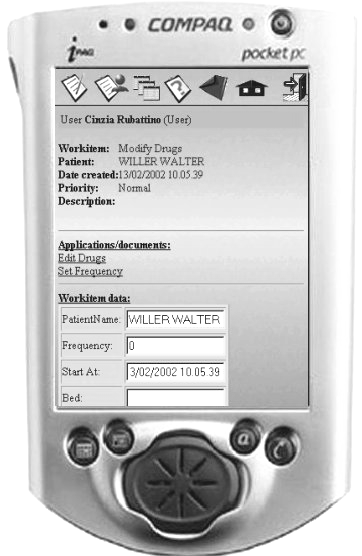 COMPAQ
iPAQ pocket pc
User Cinzia Rubattino (User)
Workitem: Modify Drugs
Patient: WILLER WALTER
Date created:13/02/2002 10.05.39
Priority: Normal
Description:
Applications/documents:
Edit Drugs
Set Frequency
Workitem data:
PatientName: WILLER WALTER
Frequency: 0
Start At: 3/02/2002 10.05.39
Bed: